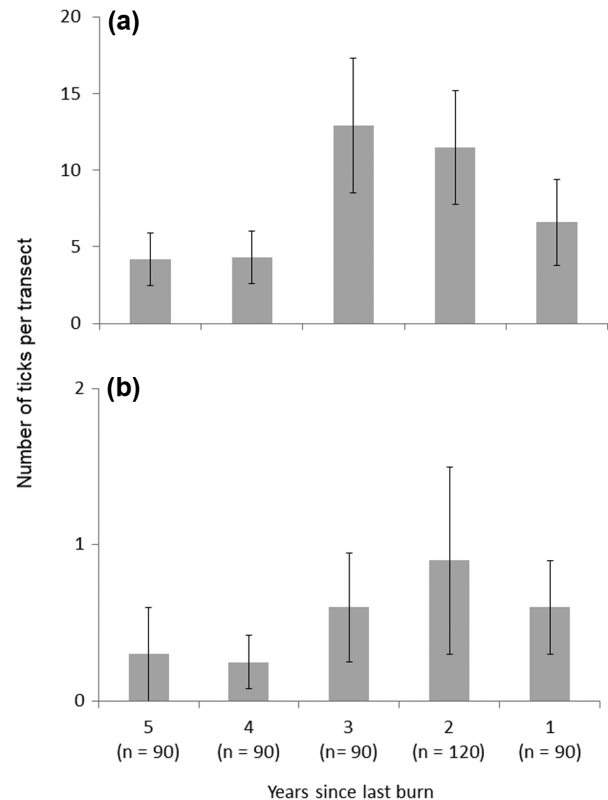 (a)
20
15
10
5
0
Number of ticks per transect
(b)
2
1
0
5 4 3 2 1
(n = 90) (n = 90) (n= 90) (n = 120) (n = 90)
Years since last burn